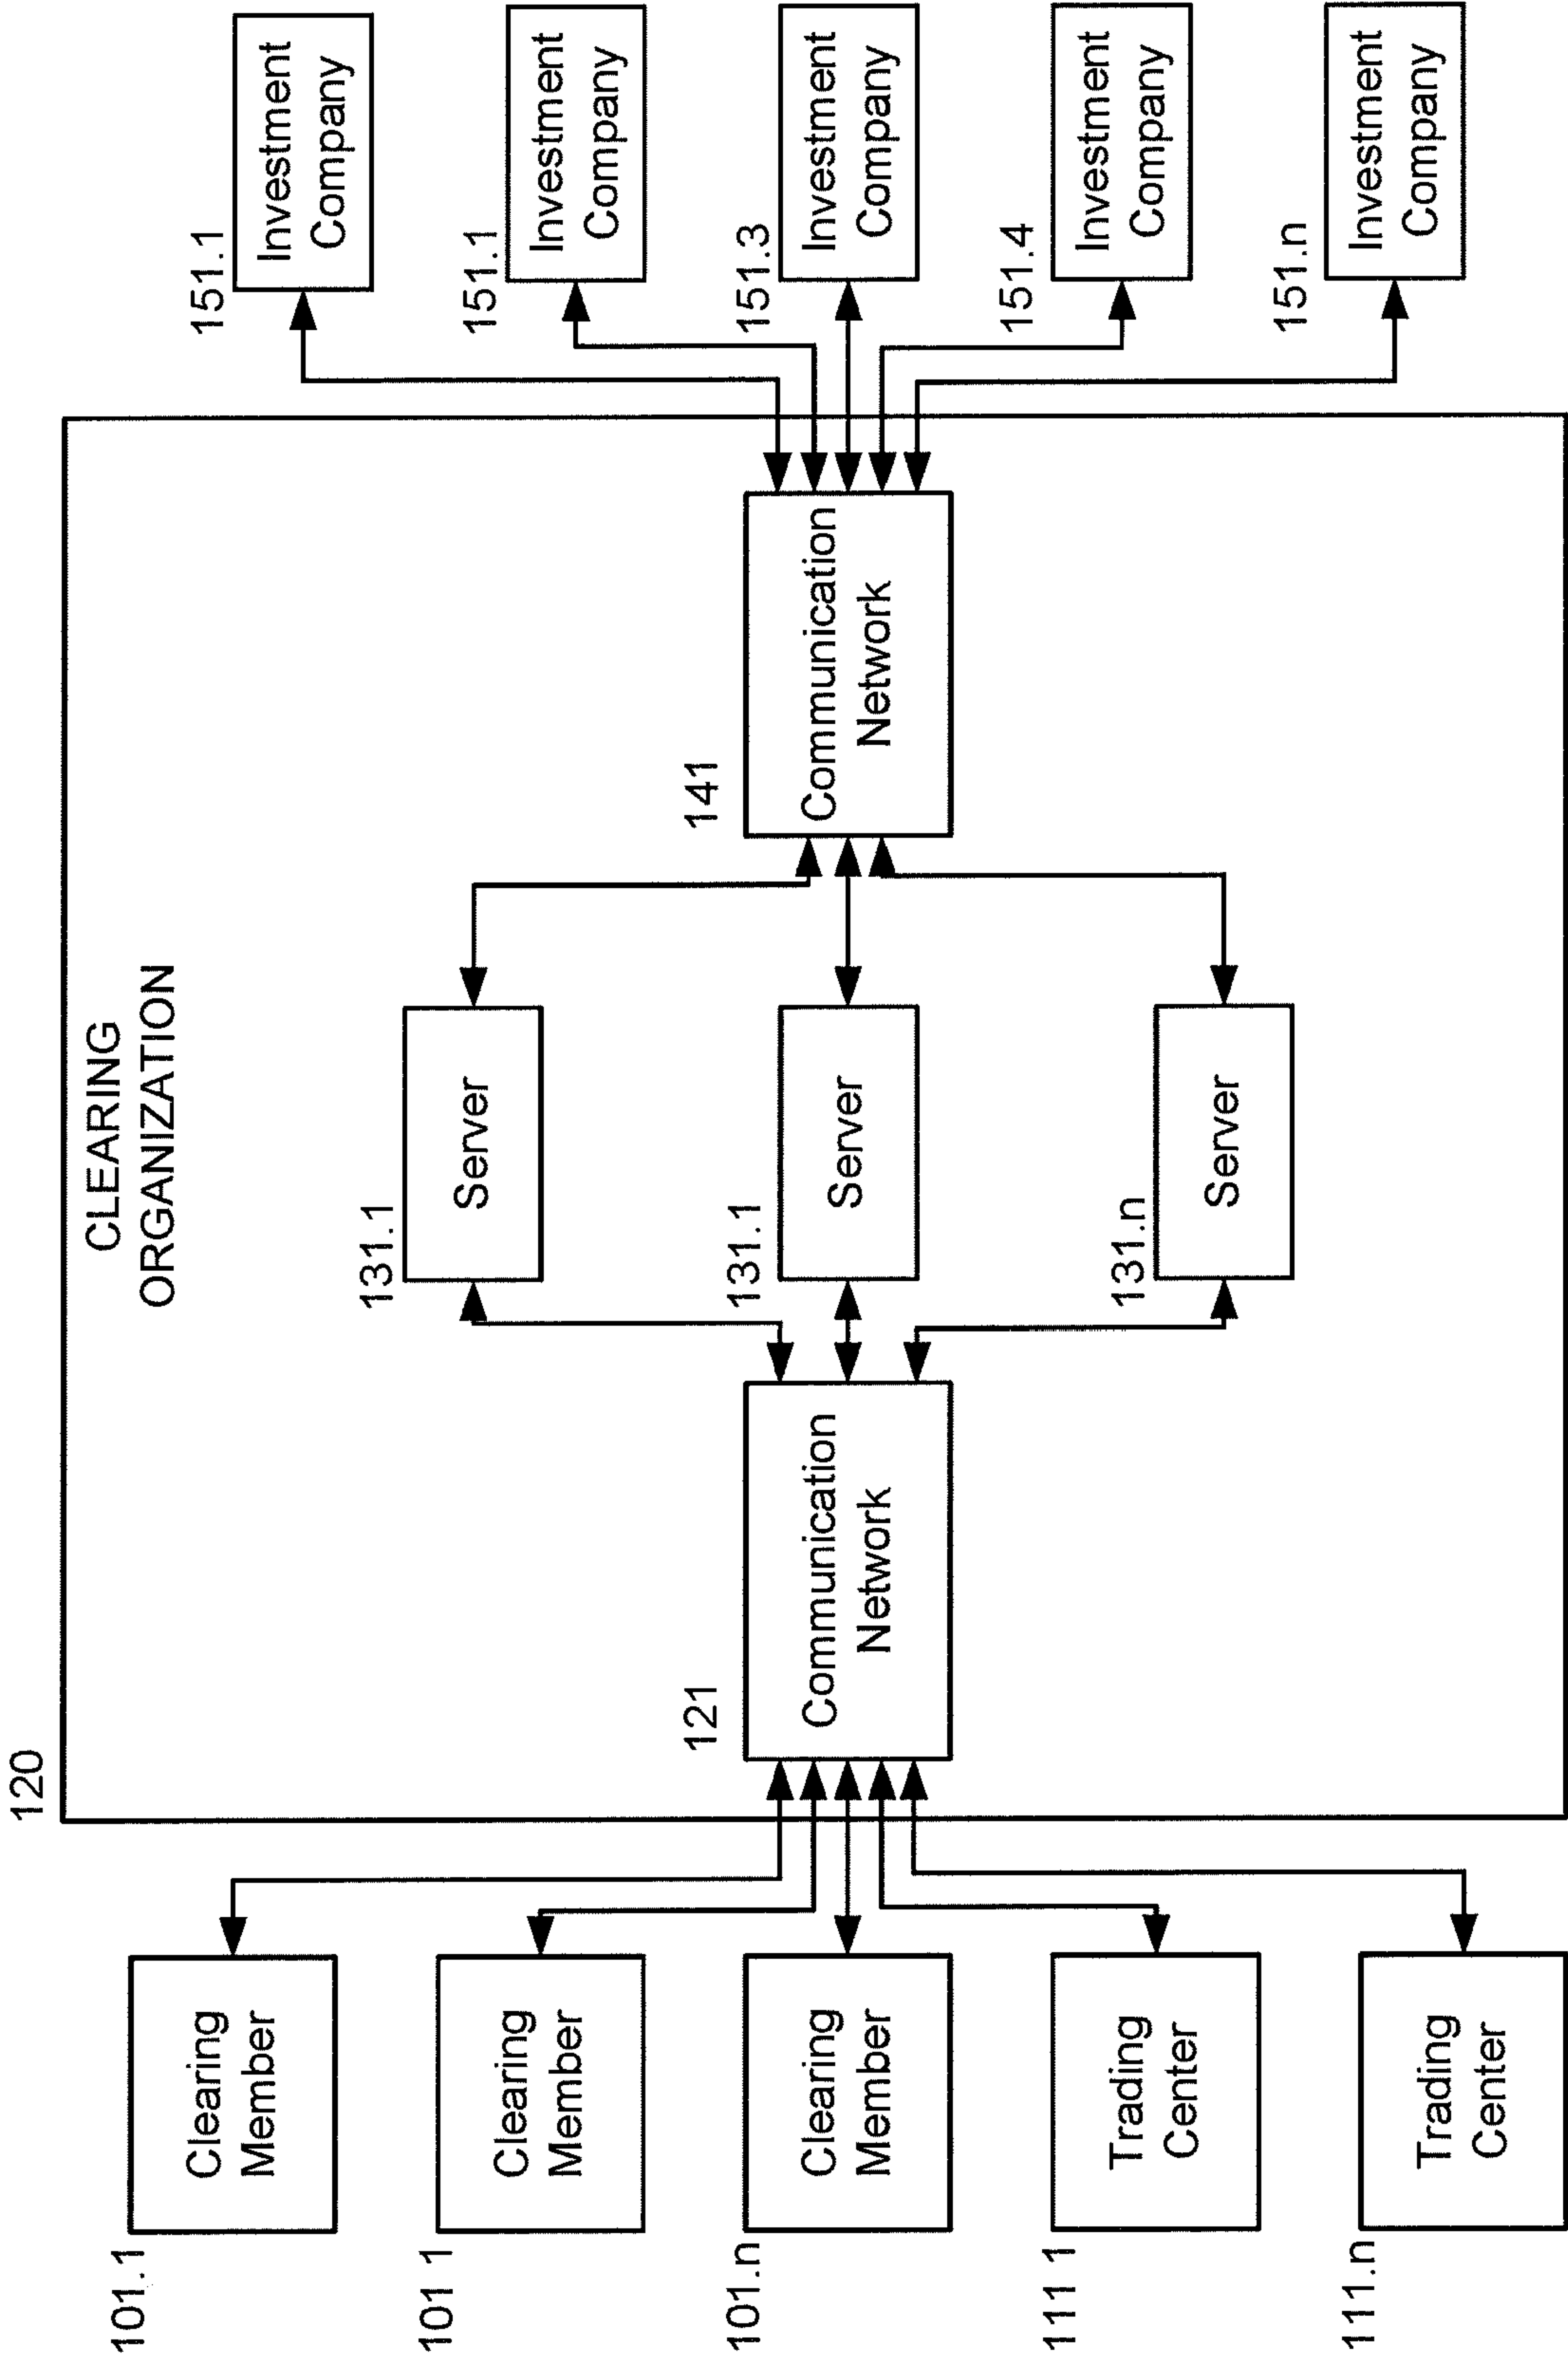 120
CLEARING
ORGANIZATION
101.1
Clearing
Member
101 1
Clearing
Member
101.n
Clearing
Member
111 1
Trading
Center
111.n
Trading
Center
121
Communication
Network
131.1
Server
131.1
Server
131.n
Server
141
Communication
Network
151.1
Investment
Company
151.1
Investment
Company
151.3
Investment
Company
151.4
Investment
Company
151.n
Investment
Company